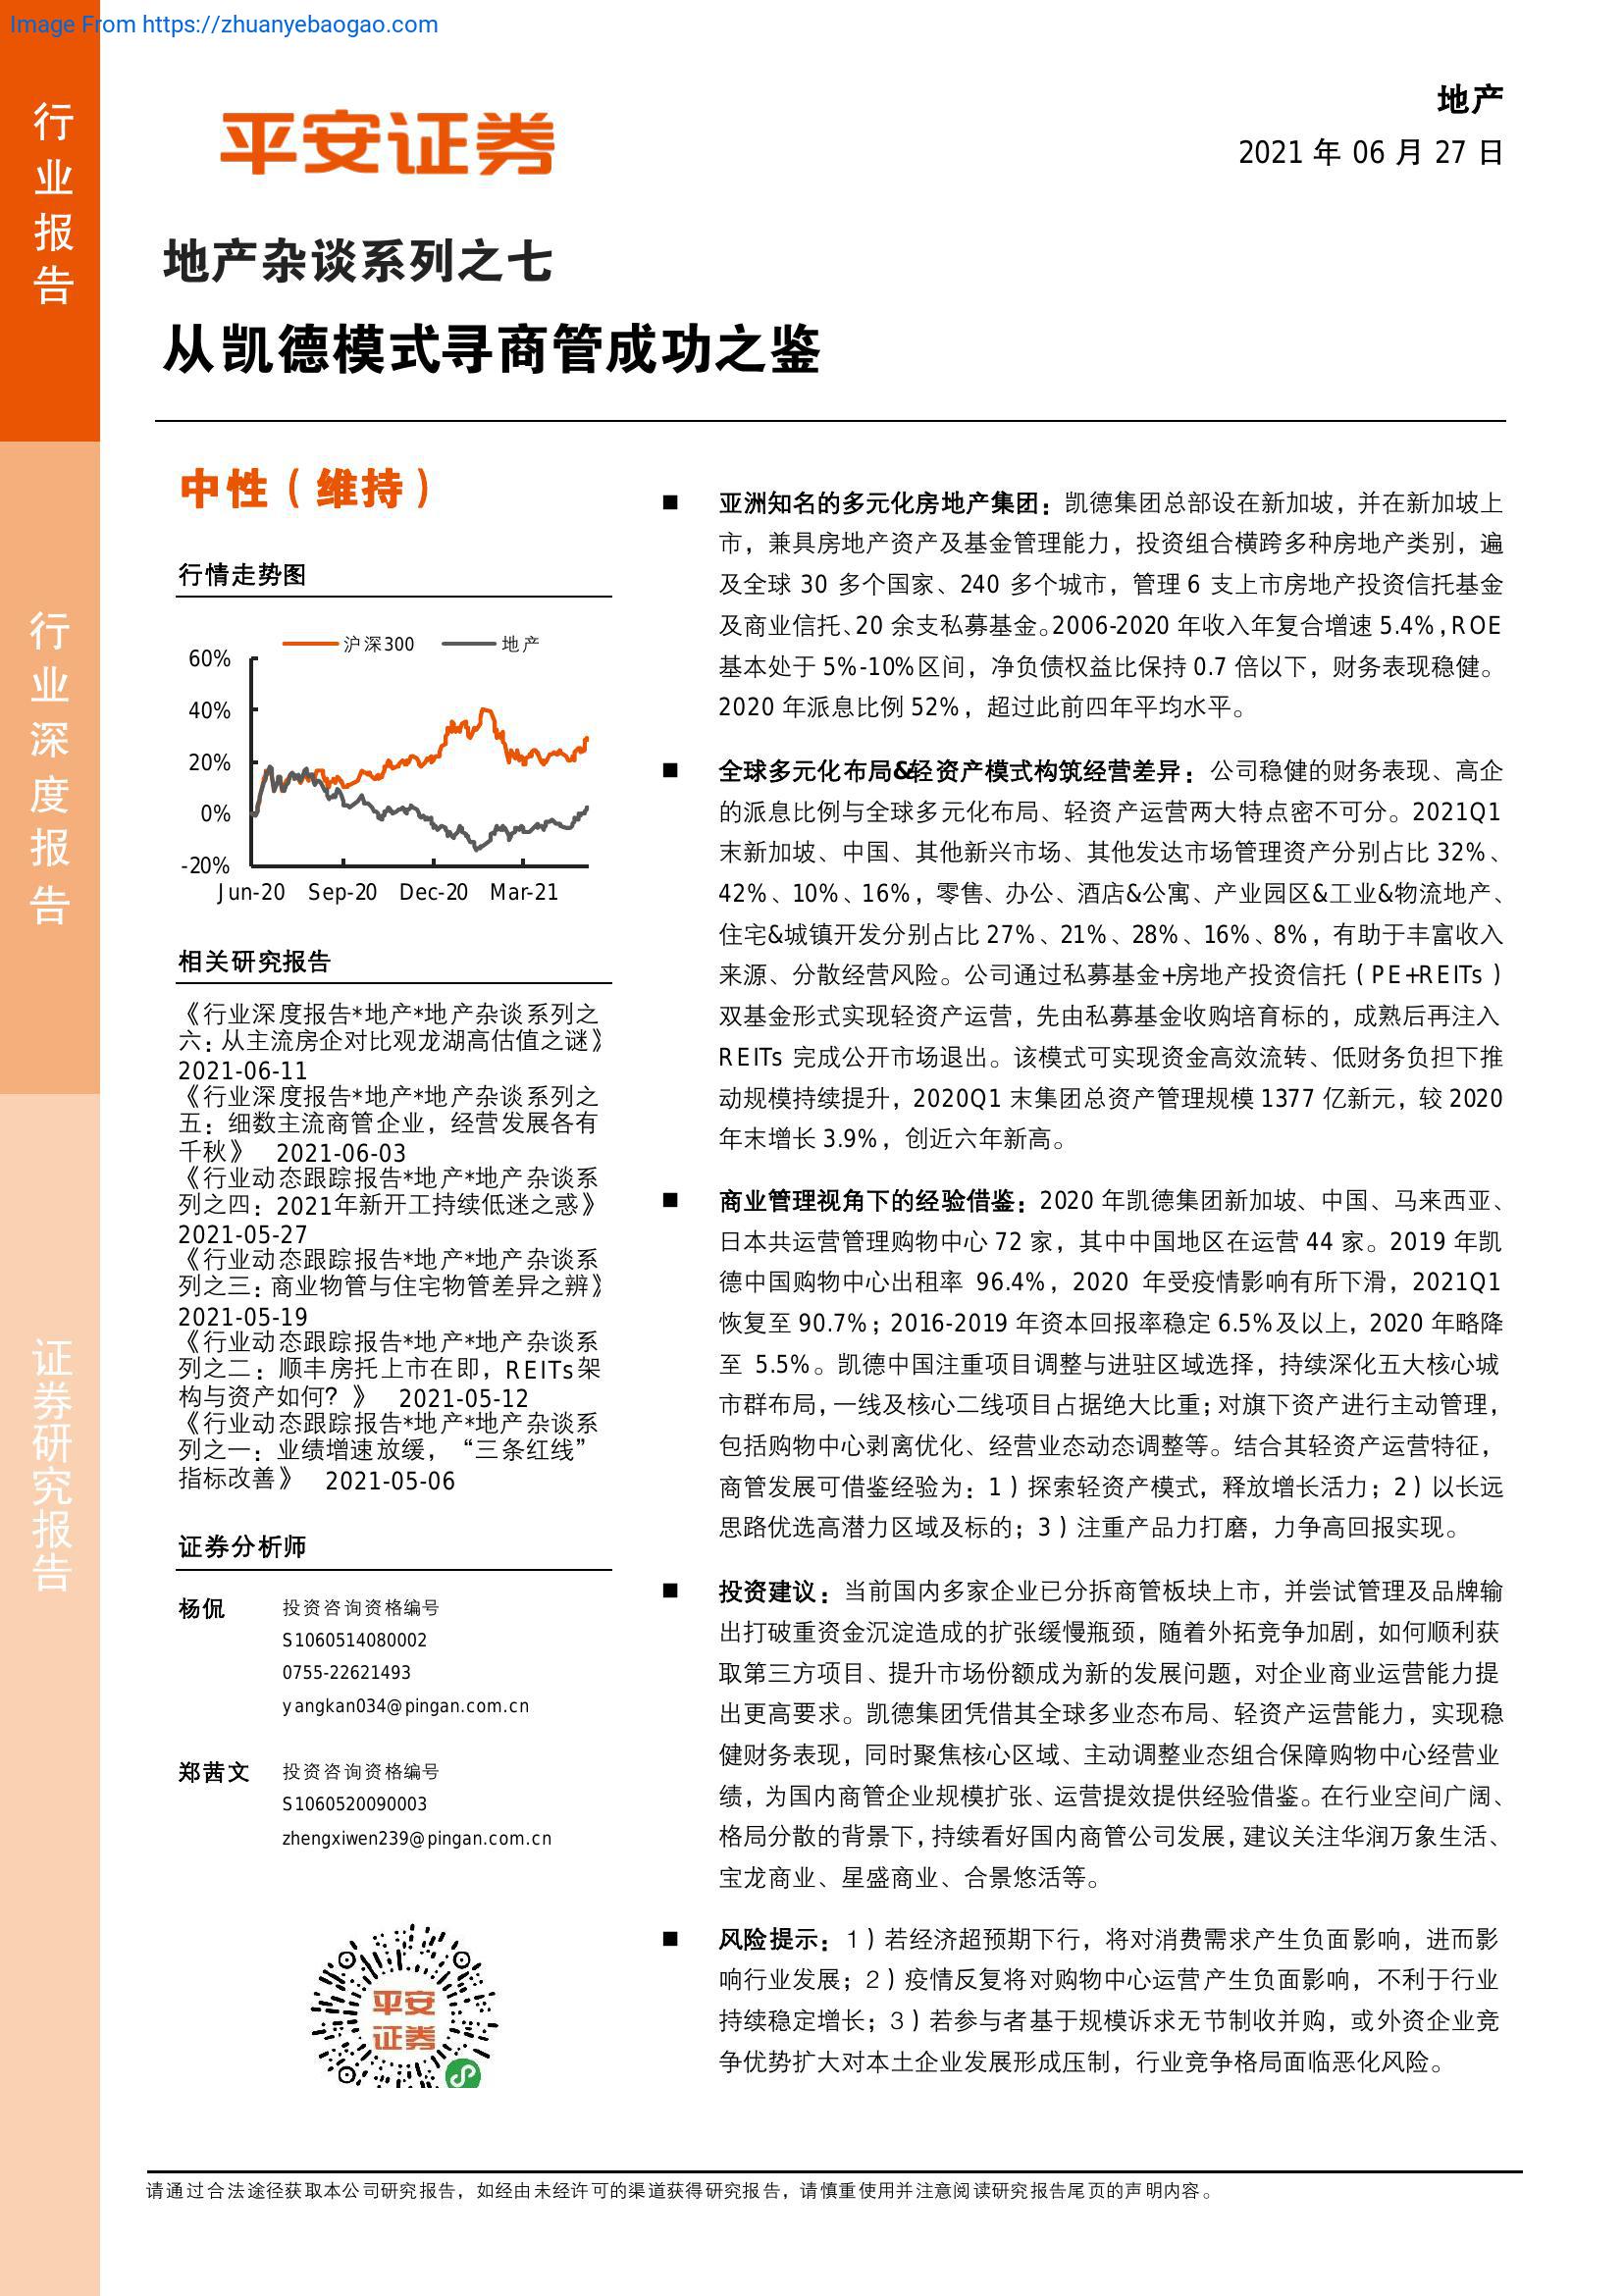 Image From https://zhuanyebaogao.com
行业报告
行业深度报告
证券研究报告
平安证券
地产
2021 年 06 月 27 日
地产杂谈系列之七
从凯德模式寻商管成功之鉴
中性（维持）
行情走势图
沪深300 地产
60%
40%
20%
0%
-20%
Jun-20 Sep-20 Dec-20 Mar-21
相关研究报告
《行业深度报告*地产*地产杂谈系列之
六：从主流房企对比观龙湖高估值之谜》
2021-06-11
《行业深度报告*地产*地产杂谈系列之
五：细数主流商管企业，经营发展各有
千秋》 2021-06-03
《行业动态跟踪报告*地产*地产杂谈系
列之四：2021年新开工持续低迷之惑》
2021-05-27
《行业动态跟踪报告*地产*地产杂谈系
列之三：商业物管与住宅物管差异之辨》
2021-05-19
《行业动态跟踪报告*地产*地产杂谈系
列之二：顺丰房托上市在即，REITs架
构与资产如何？》 2021-05-12
《行业动态跟踪报告*地产*地产杂谈系
列之一：业绩增速放缓，“三条红线”
指标改善》 2021-05-06
证券分析师
杨侃 投资咨询资格编号
S1060514080002
0755-22621493
yangkan034@pingan.com.cn
郑茜文 投资咨询资格编号
S1060520090003
zhengxiwen239@pingan.com.cn
平安
证券
■ 亚洲知名的多元化房地产集团：凯德集团总部设在新加坡，并在新加坡上
市，兼具房地产资产及基金管理能力，投资组合横跨多种房地产类别，遍
及全球 30 多个国家、240 多个城市，管理 6 支上市房地产投资信托基金
及商业信托、20 余支私募基金。2006-2020 年收入年复合增速 5.4%，ROE
基本处于 5%-10%区间，净负债权益比保持 0.7 倍以下，财务表现稳健。
2020 年派息比例 52%，超过此前四年平均水平。
■ 全球多元化布局&轻资产模式构筑经营差异：公司稳健的财务表现、高企
的派息比例与全球多元化布局、轻资产运营两大特点密不可分。2021Q1
末新加坡、中国、其他新兴市场、其他发达市场管理资产分别占比 32%、
42%、10%、16%，零售、办公、酒店&公寓、产业园区&工业&物流地产、
住宅&城镇开发分别占比 27%、21%、28%、16%、8%，有助于丰富收入
来源、分散经营风险。公司通过私募基金+房地产投资信托（PE+REITs）
双基金形式实现轻资产运营，先由私募基金收购培育标的，成熟后再注入
REITs 完成公开市场退出。该模式可实现资金高效流转、低财务负担下推
动规模持续提升，2020Q1 末集团总资产管理规模 1377 亿新元，较 2020
年末增长 3.9%，创近六年新高。
■ 商业管理视角下的经验借鉴：2020 年凯德集团新加坡、中国、马来西亚、
日本共运营管理购物中心 72 家，其中中国地区在运营 44 家。2019 年凯
德中国购物中心出租率 96.4%，2020 年受疫情影响有所下滑，2021Q1
恢复至 90.7%；2016-2019 年资本回报率稳定 6.5%及以上，2020 年略降
至 5.5%。凯德中国注重项目调整与进驻区域选择，持续深化五大核心城
市群布局，一线及核心二线项目占据绝大比重；对旗下资产进行主动管理，
包括购物中心剥离优化、经营业态动态调整等。结合其轻资产运营特征，
商管发展可借鉴经验为：1）探索轻资产模式，释放增长活力；2）以长远
思路优选高潜力区域及标的；3）注重产品力打磨，力争高回报实现。
■ 投资建议：当前国内多家企业已分拆商管板块上市，并尝试管理及品牌输
出打破重资金沉淀造成的扩张缓慢瓶颈，随着外拓竞争加剧，如何顺利获
取第三方项目、提升市场份额成为新的发展问题，对企业商业运营能力提
出更高要求。凯德集团凭借其全球多业态布局、轻资产运营能力，实现稳
健财务表现，同时聚焦核心区域、主动调整业态组合保障购物中心经营业
绩，为国内商管企业规模扩张、运营提效提供经验借鉴。在行业空间广阔、
格局分散的背景下，持续看好国内商管公司发展，建议关注华润万象生活、
宝龙商业、星盛商业、合景悠活等。
■ 风险提示：1）若经济超预期下行，将对消费需求产生负面影响，进而影
响行业发展；2）疫情反复将对购物中心运营产生负面影响，不利于行业
持续稳定增长；3）若参与者基于规模诉求无节制收并购，或外资企业竞
争优势扩大对本土企业发展形成压制，行业竞争格局面临恶化风险。
请通过合法途径获取本公司研究报告，如经由未经许可的渠道获得研究报告，请慎重使用并注意阅读研究报告尾页的声明内容。